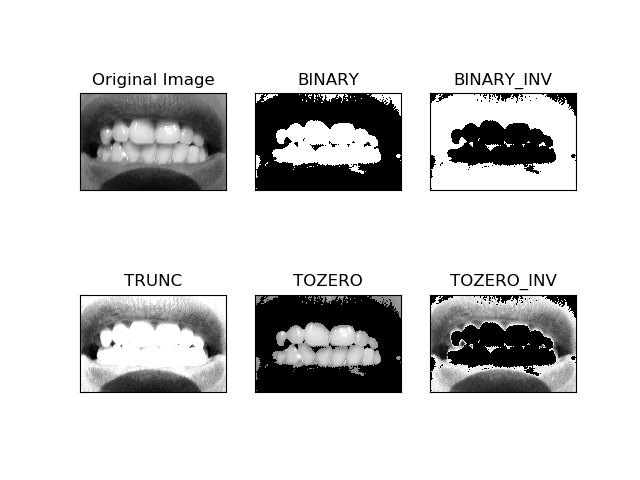 Original Image
BINARY
BINARY_INV
TRUNC
TOZERO
TOZERO_INV